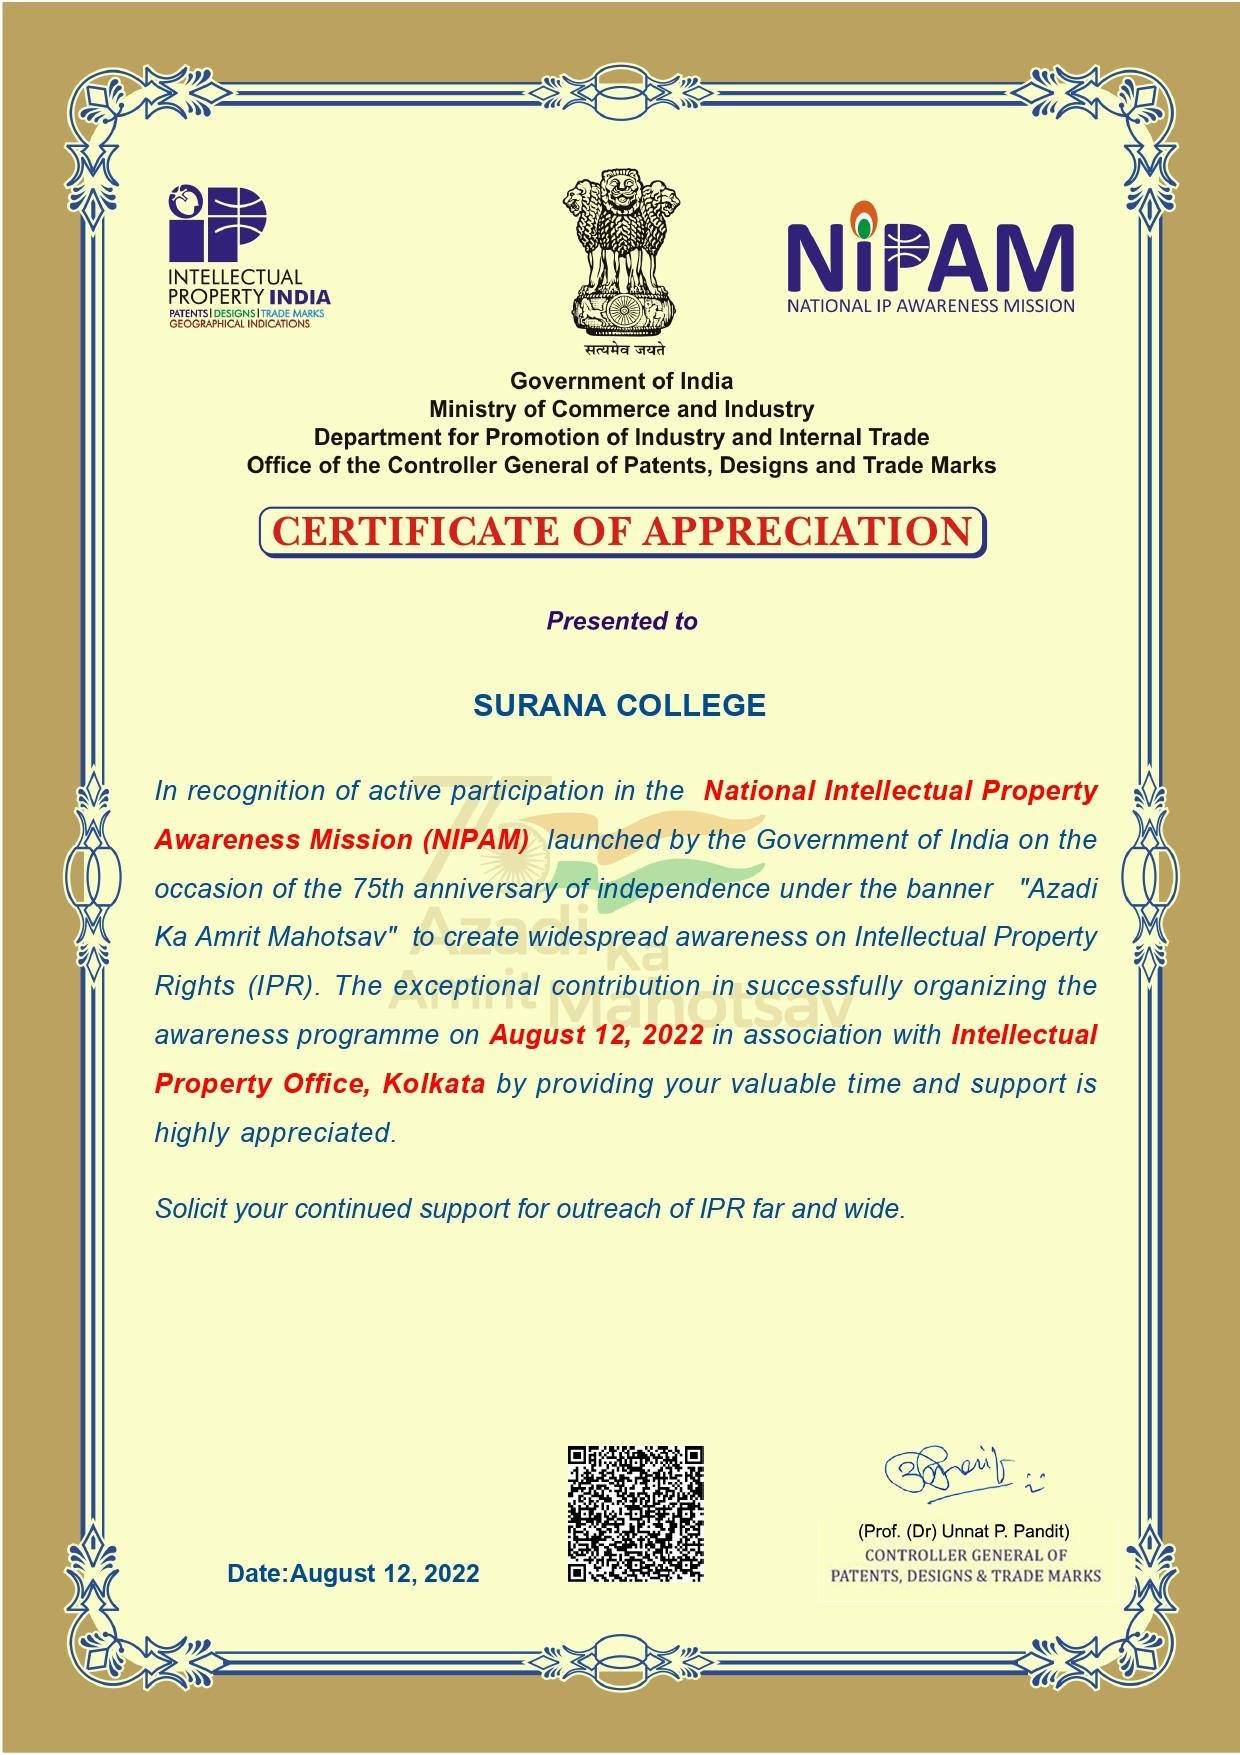 INTELLECTUAL
PROPERTY INDIA
PATENTS|DESIGNS|TRADE MARKS
GEOGRAPHICAL INDICATIONS
सत्यमेव जयते
NiPAM
NATIONAL IP AWARENESS MISSION
Government of India
Ministry of Commerce and Industry
Department for Promotion of Industry and Internal Trade
Office of the Controller General of Patents, Designs and Trade Marks
CERTIFICATE OF APPRECIATION
Presented to
SURANA COLLEGE
In recognition of active participation in the National Intellectual Property
Awareness Mission (NIPAM) launched by the Government of India on the
occasion of the 75th anniversary of independence under the banner "Azadi
Ka Amrit Mahotsav" to create widespread awareness on Intellectual Property
Rights (IPR). The exceptional contribution in successfully organizing the
awareness programme on August 12, 2022 in association with Intellectual
Property Office, Kolkata by providing your valuable time and support is
highly appreciated.
Azadi Ka
Amrit Mahotsav
Solicit your continued support for outreach of IPR far and wide.
Date:August 12, 2022
(Prof. (Dr) Unnat P. Pandit)
CONTROLLER GENERAL OF
PATENTS, DESIGNS & TRADE MARKS